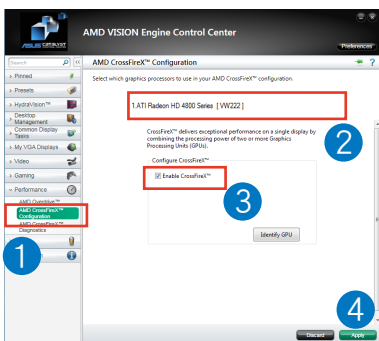 AMD VISION Engine Control Center
ASUS CATALYST
Preferences
Search
AMD CrossFireX™ Configuration
?
Pinned
Presets
HydraVision™
Desktop
Management
Common Display
Tasks
My VGA Displays
Video
Gaming
Performance
AMD Overdrive™
AMD CrossFireX™
Configuration
AMD CrossFireX™
Diagnostics
Select which graphics processors to use in your AMD CrossFireX™ configuration.
1.ATI Radeon HD 4800 Series [ VW222 ]
CrossFireX™ delivers exceptional performance on a single display by
combining the processing power of two or more Graphics
Processing Units (GPUs).
Configure CrossFireX™
Enable CrossFireX™
Identify GPU
1
2
3
4
Discard
Apply